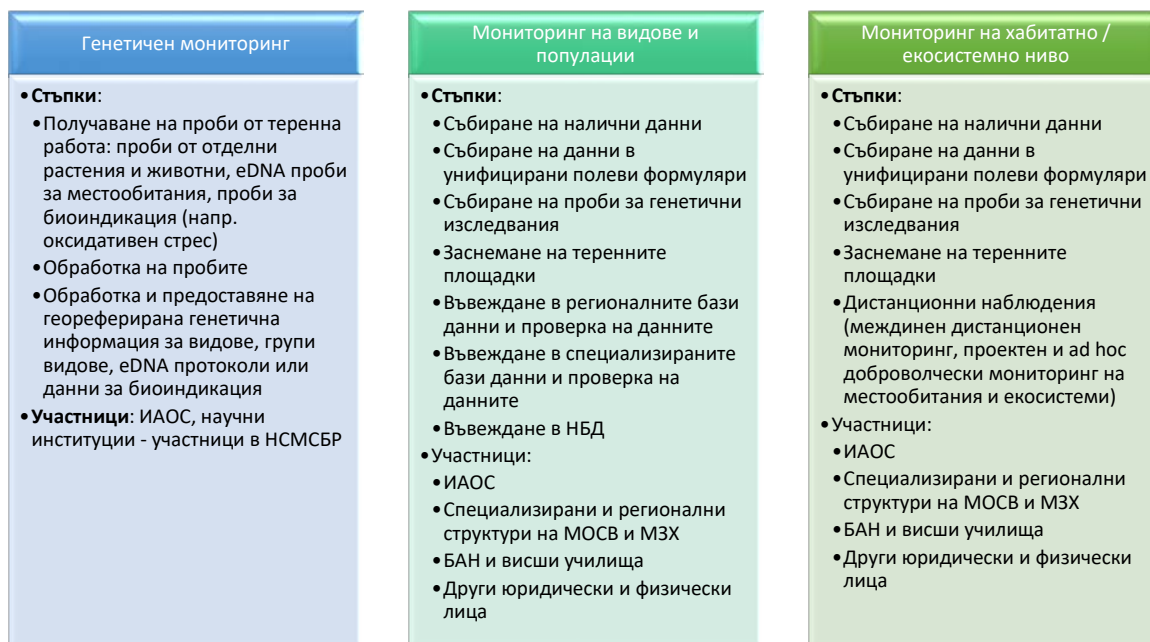 Генетичен мониторинг
•Стъпки:
•Получаване на проби от теренна
работа: проби от отделни
растения и животни, eDNA проби
за местообитания, проби за
биоиндикация (напр.
оксидативен стрес)
•Обработка на пробите
•Обработка и предоставяне на
геореферирана генетична
информация за видове, групи
видове, eDNA протоколи или
данни за биоиндикация
•Участници: ИАОС, научни
институции - участници в НСМСБР
Мониторинг на видове и
популации
•Стъпки:
•Събиране на налични данни
•Събиране на данни в
унифицирани полеви формуляри
•Събиране на проби за генетични
изследвания
•Заснемане на теренните
площадки
•Въвеждане в регионалните бази
данни и проверка на данните
•Въвеждане в специализираните
бази данни и проверка на
данните
•Въвеждане в НБД
•Участници:
•ИАОС
•Специализирани и регионални
структури на МОСВ и МЗХ
•БАН и висши училища
•Други юридически и физически
лица
Мониторинг на хабитатно /
екосистемно ниво
•Стъпки:
•Събиране на налични данни
•Събиране на данни в
унифицирани полеви формуляри
•Събиране на проби за генетични
изследвания
•Заснемане на теренните
площадки
•Дистанционни наблюдения
(междинен дистанционен
мониторинг, проектен и ad hoc
доброволчески мониторинг на
местообитания и екосистеми)
•Участници:
•ИАОС
•Специализирани и регионални
структури на МОСВ и МЗХ
•БАН и висши училища
•Други юридически и физически
лица